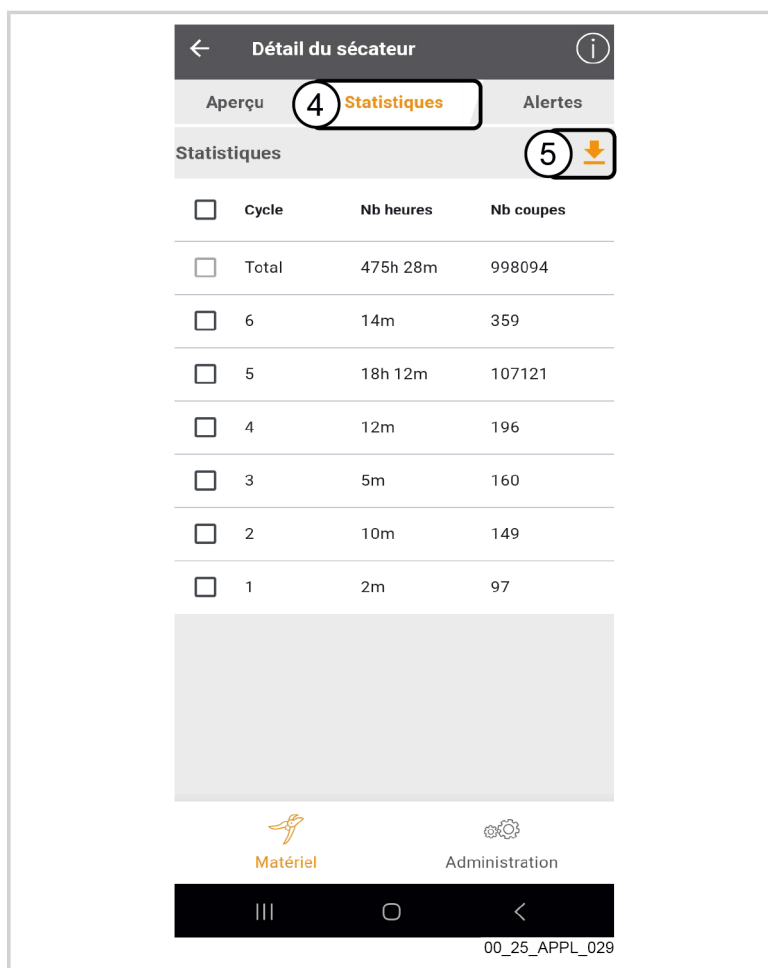 Détail du sécateur
Aperçu 4 Statistiques Alertes
Statistiques 5
Cycle Nb heures Nb coupes
Total 475h 28m 998094
6 14m 359
5 18h 12m 107121
4 12m 196
3 5m 160
2 10m 149
1 2m 97
Matériel Administration
00_25_APPL_029